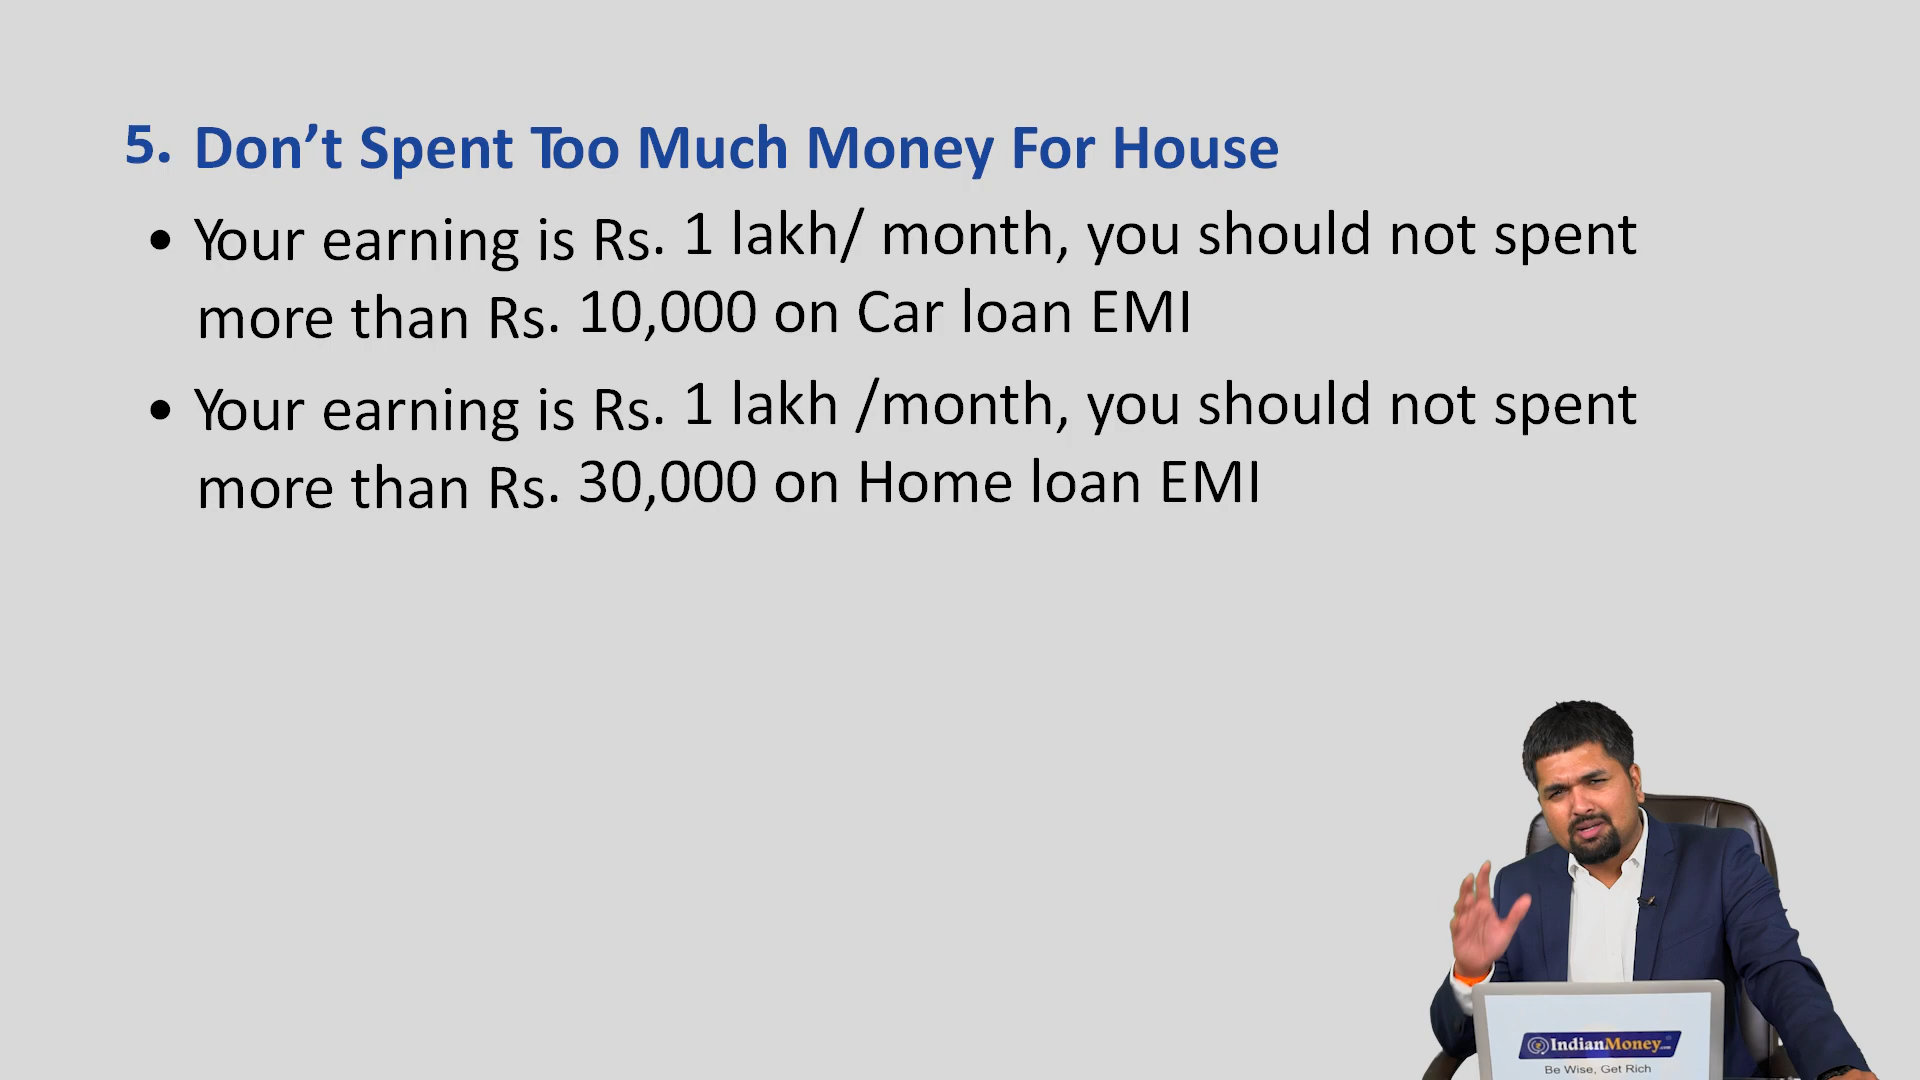 5. Don’t Spent Too Much Money For House
• Your earning is Rs. 1 lakh/ month, you should not spent
more than Rs. 10,000 on Car loan EMI
• Your earning is Rs. 1 lakh /month, you should not spent
more than Rs. 30,000 on Home loan EMI
IndianMoney.com
Be Wise, Get Rich